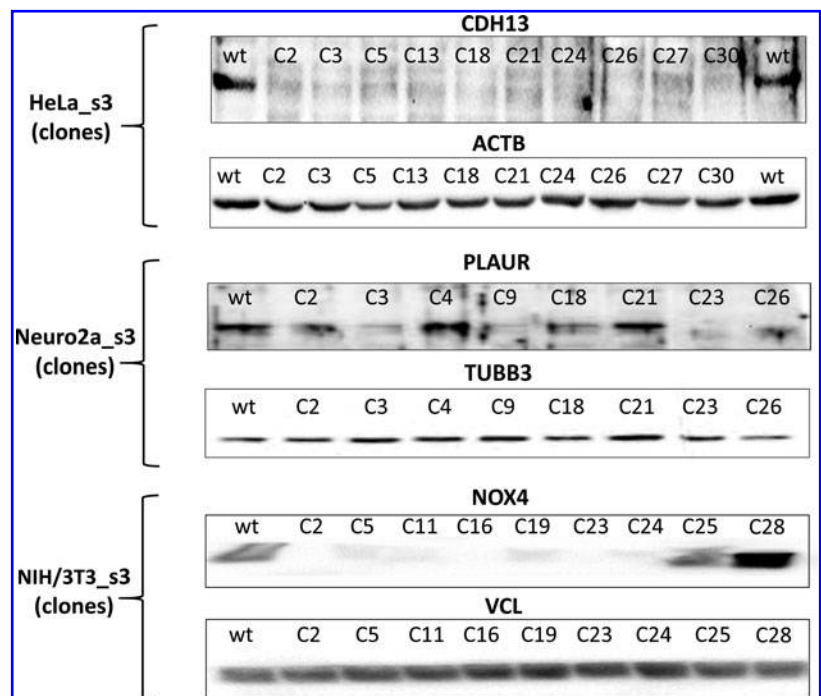 CDH13
wt C2 C3 C5 C13 C18 C21 C24 C26 C27 C30 wt
HeLa_s3
(clones)
ACTB
wt C2 C3 C5 C13 C18 C21 C24 C26 C27 C30 wt
PLAUR
wt C2 C3 C4 C9 C18 C21 C23 C26
Neuro2a_s3
(clones)
TUBB3
wt C2 C3 C4 C9 C18 C21 C23 C26
NOX4
wt C2 C5 C11 C16 C19 C23 C24 C25 C28
NIH/3T3_s3
(clones)
VCL
wt C2 C5 C11 C16 C19 C23 C24 C25 C28